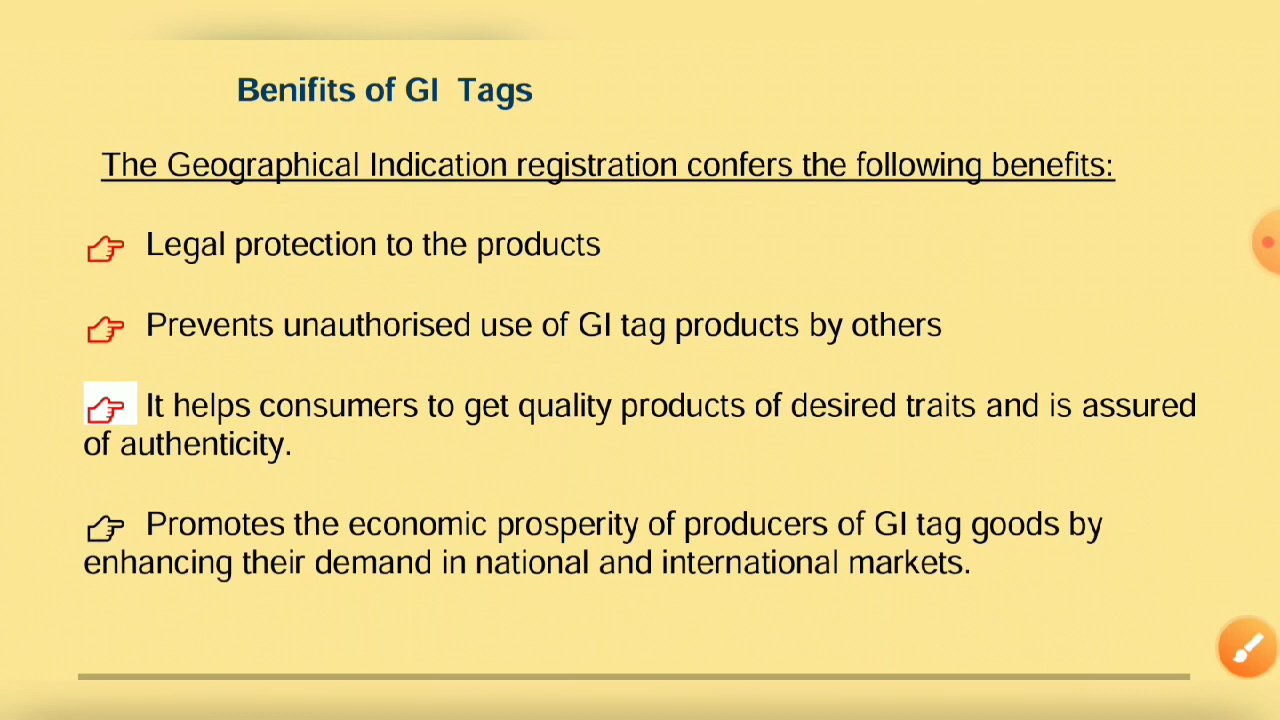 Benifits of GI Tags
The Geographical Indication registration confers the following benefits:
Legal protection to the products
Prevents unauthorised use of GI tag products by others
It helps consumers to get quality products of desired traits and is assured
of authenticity.
Promotes the economic prosperity of producers of GI tag goods by
enhancing their demand in national and international markets.